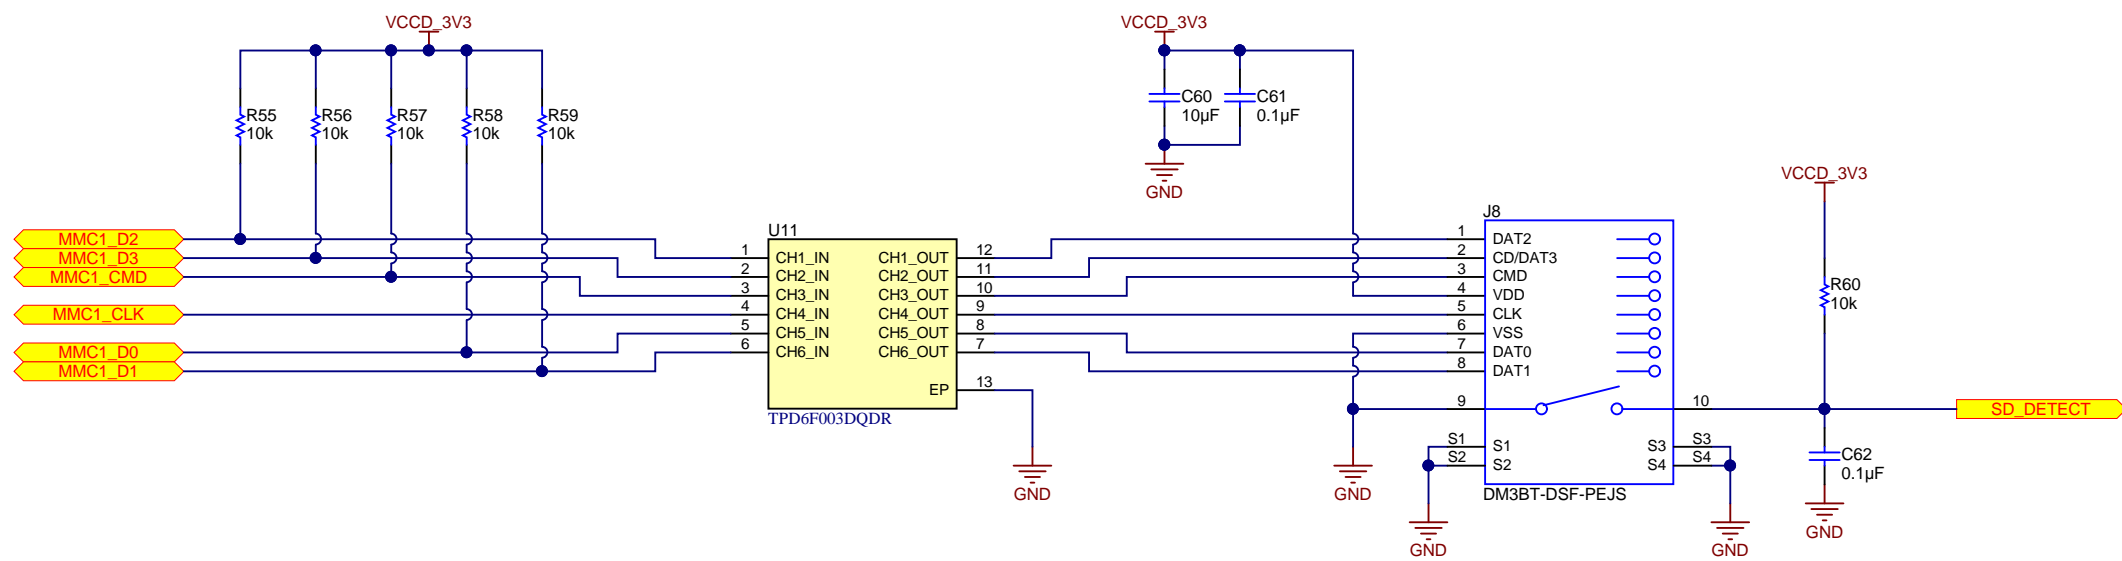 VCCD_3V3
R55
10k
R56
10k
R57
10k
R58
10k
R59
10k
MMC1_D2
MMC1_D3
MMC1_CMD
MMC1_CLK
MMC1_D0
MMC1_D1
U11
1 CH1_IN CH1_OUT 12
2 CH2_IN CH2_OUT 11
3 CH3_IN CH3_OUT 10
4 CH4_IN CH4_OUT 9
5 CH5_IN CH5_OUT 8
6 CH6_IN CH6_OUT 7
EP 13
TPD6F003DQDR
GND
VCCD_3V3
C60
10µF
C61
0.1µF
GND
J8
1 DAT2
2 CD/DAT3
3 CMD
4 VDD
5 CLK
6 VSS
7 DAT0
8 DAT1
9 10
S1 S1 S3 S3
S2 S2 S4 S4
DM3BT-DSF-PEJS
GND
GND
GND
VCCD_3V3
R60
10k
SD_DETECT
C62
0.1µF
GND